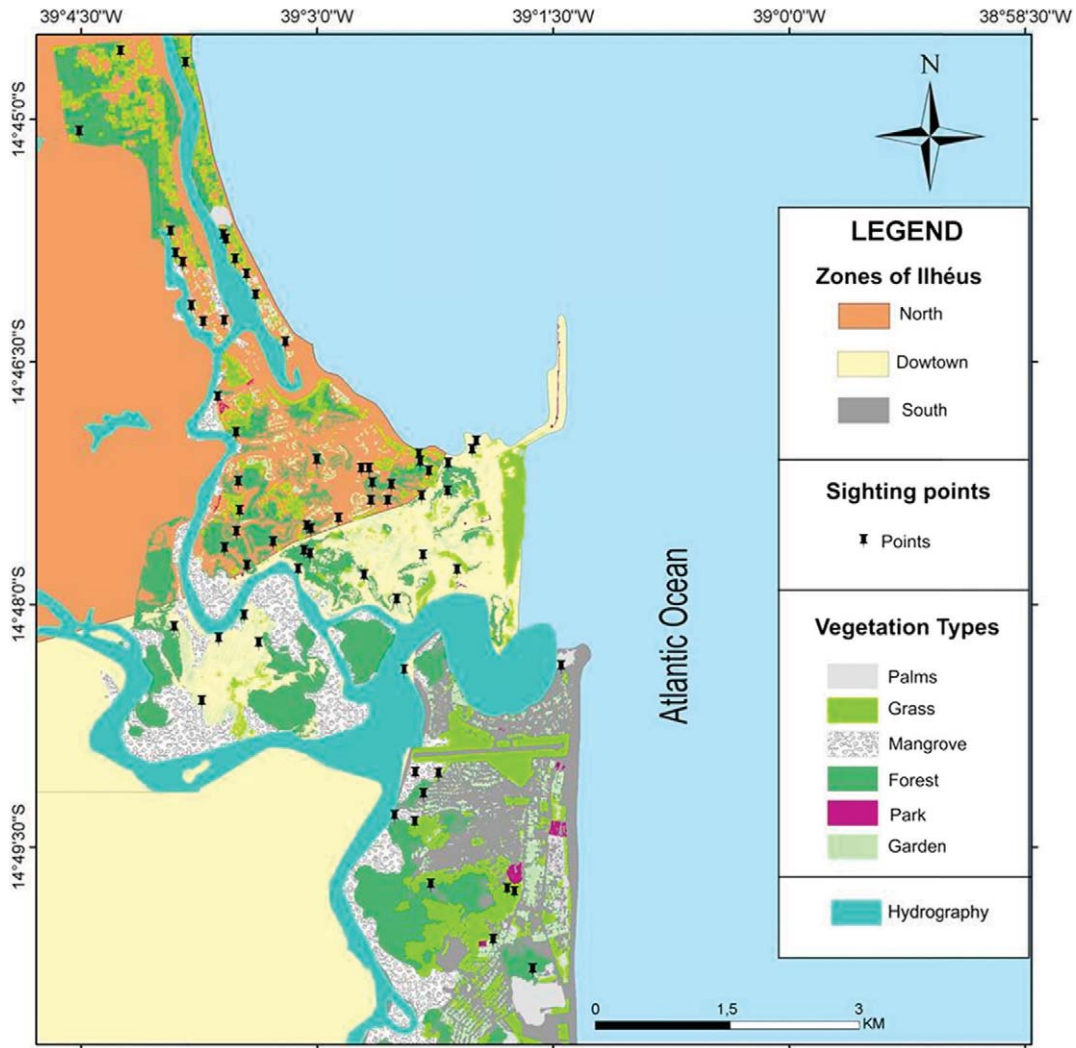 39°4'30"W 39°3'0"W 39°1'30"W 39°0'0"W 38°58'30"W
14°45'0"S
14°46'30"S
14°48'0"S
14°49'30"S
N
LEGEND
Zones of Ilhéus
North
Dowtown
South
Sighting points
Points
Vegetation Types
Palms
Grass
Mangrove
Forest
Park
Garden
Hydrography
Atlantic Ocean
0 1,5 3
KM